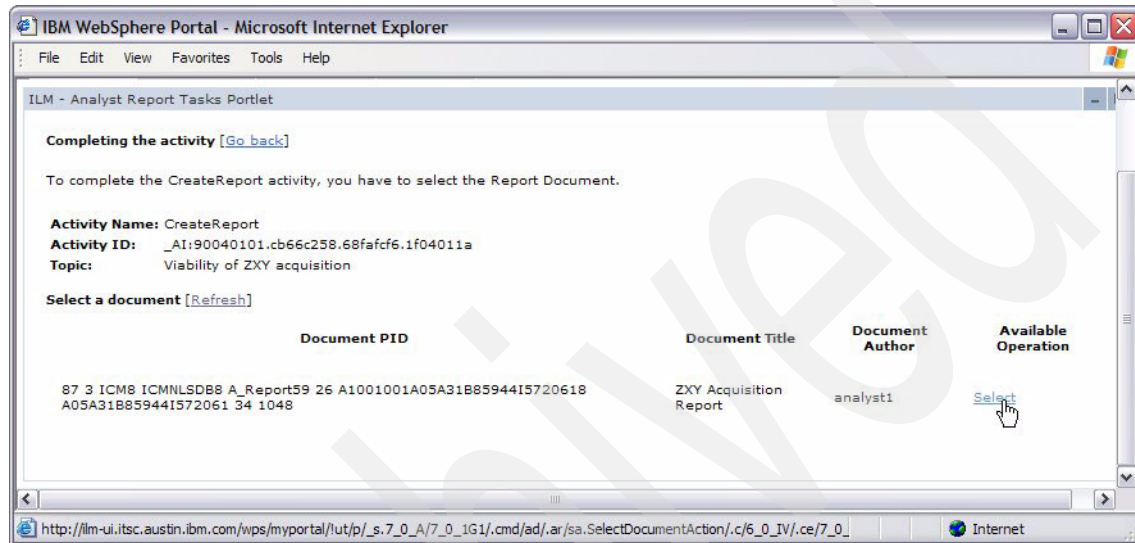 IBM WebSphere Portal - Microsoft Internet Explorer
File Edit View Favorites Tools Help
ILM - Analyst Report Tasks Portlet
Completing the activity [Go back]
To complete the CreateReport activity, you have to select the Report Document.
Activity Name: CreateReport
Activity ID: _AI:90040101.cb66c258.68fafcf6.1f04011a
Topic: Viability of ZXY acquisition
Select a document [Refresh]
Document PID Document Title Document Author Available Operation
87 3 ICM8 ICMNLSDB8 A_Report59 26 A1001001A05A31B85944I5720618 ZXY Acquisition analyst1 Select
A05A31B85944I572061 34 1048 Report
http://ilm-ui.itsc.austin.ibm.com/wps/myportal/!ut/p/_s.7_0_A/7_0_1G1/.cmd/ad/.ar/sa.SelectDocumentAction/.c/6_0_IV/.ce/7_0_ Internet